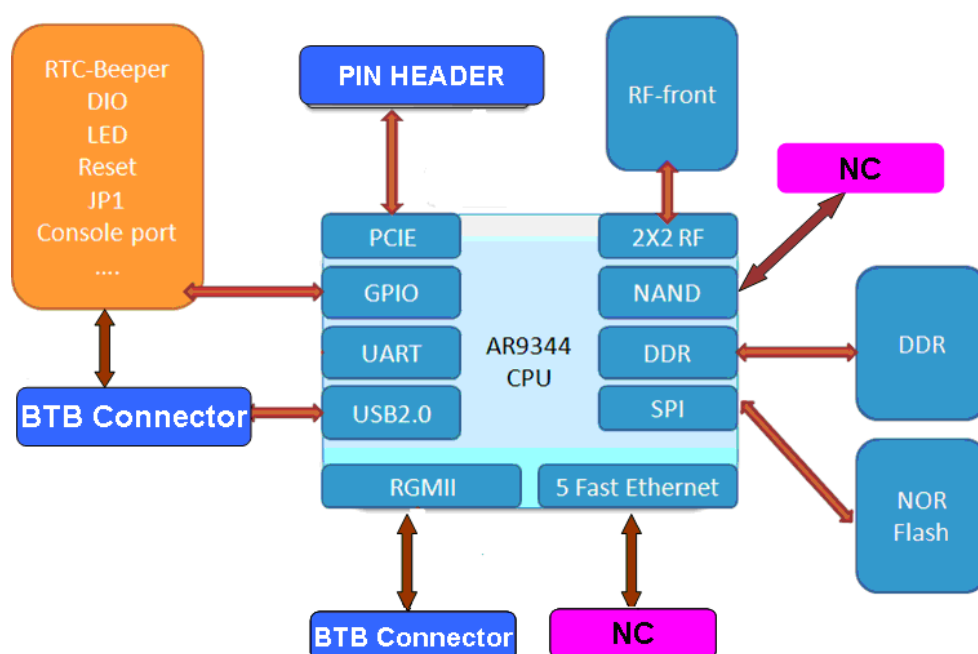 RTC-Beeper
DIO
LED
Reset
JP1
Console port
....
PIN HEADER
RF-front
NC
PCIE
2X2 RF
GPIO
NAND
UART
AR9344
CPU
DDR
DDR
USB2.0
SPI
BTB Connector
RGMII
5 Fast Ethernet
NOR
Flash
BTB Connector
NC